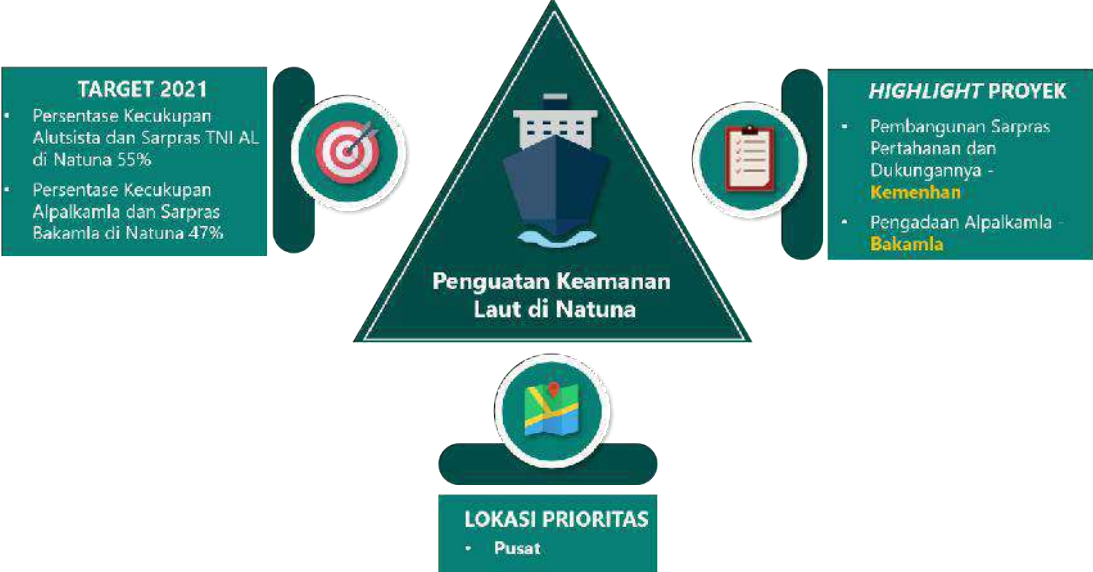 TARGET 2021
• Persentase Kecukupan
Alutsista dan Sarpras TNI AL
di Natuna 55%
• Persentase Kecukupan
Alpalkamla dan Sarpras
Bakamla di Natuna 47%
Penguatan Keamanan
Laut di Natuna
HIGHLIGHT PROYEK
• Pembangunan Sarpras
Pertahanan dan
Dukungannya -
Kemenhan
• Pengadaan Alpalkamla -
Bakamla
LOKASI PRIORITAS
• Pusat